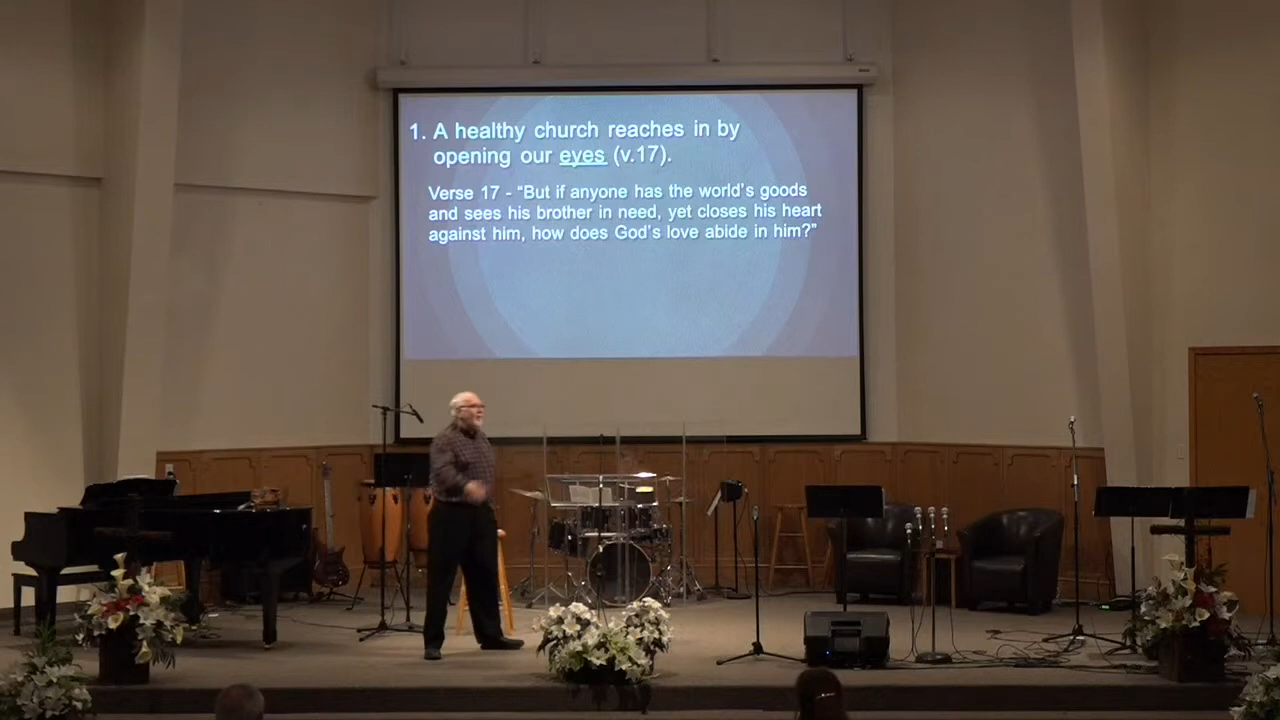 1. A healthy church reaches in by
opening our eyes (v.17).
Verse 17 - "But if anyone has the world's goods
and sees his brother in need, yet closes his heart
against him, how does God's love abide in him?"